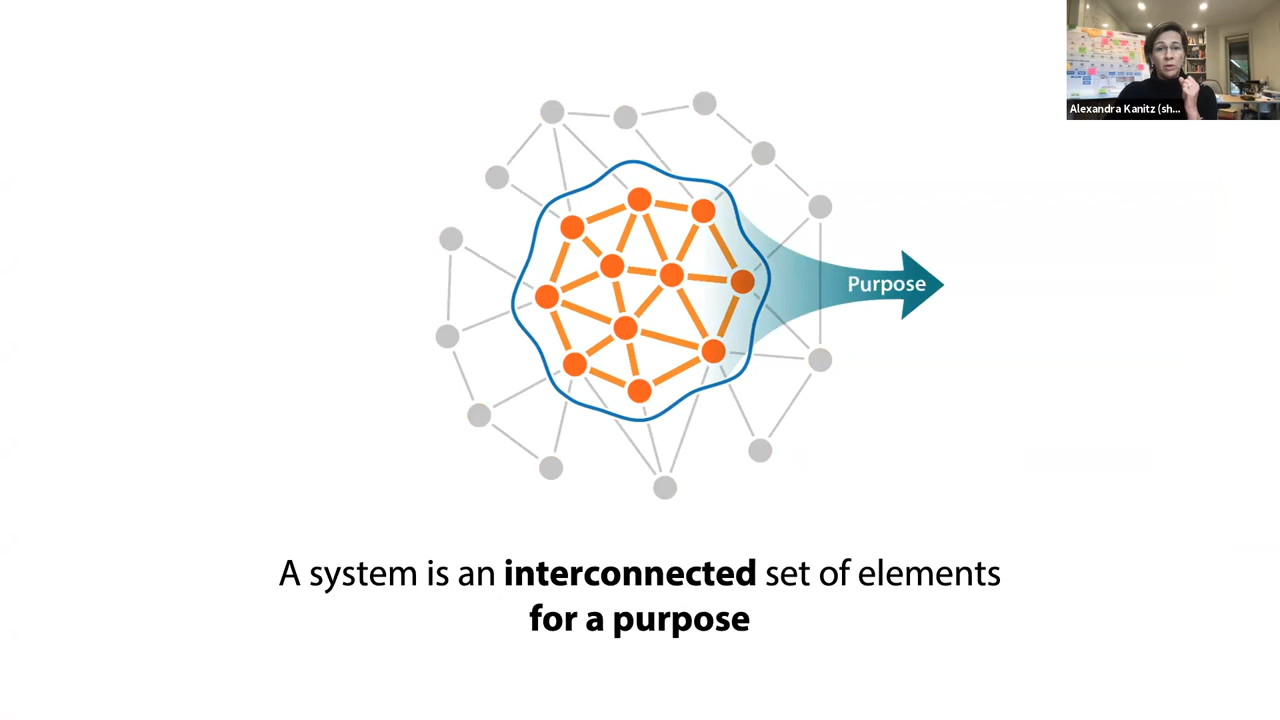 Alexandra Kanitz (sh...
Purpose
A system is an interconnected set of elements
for a purpose